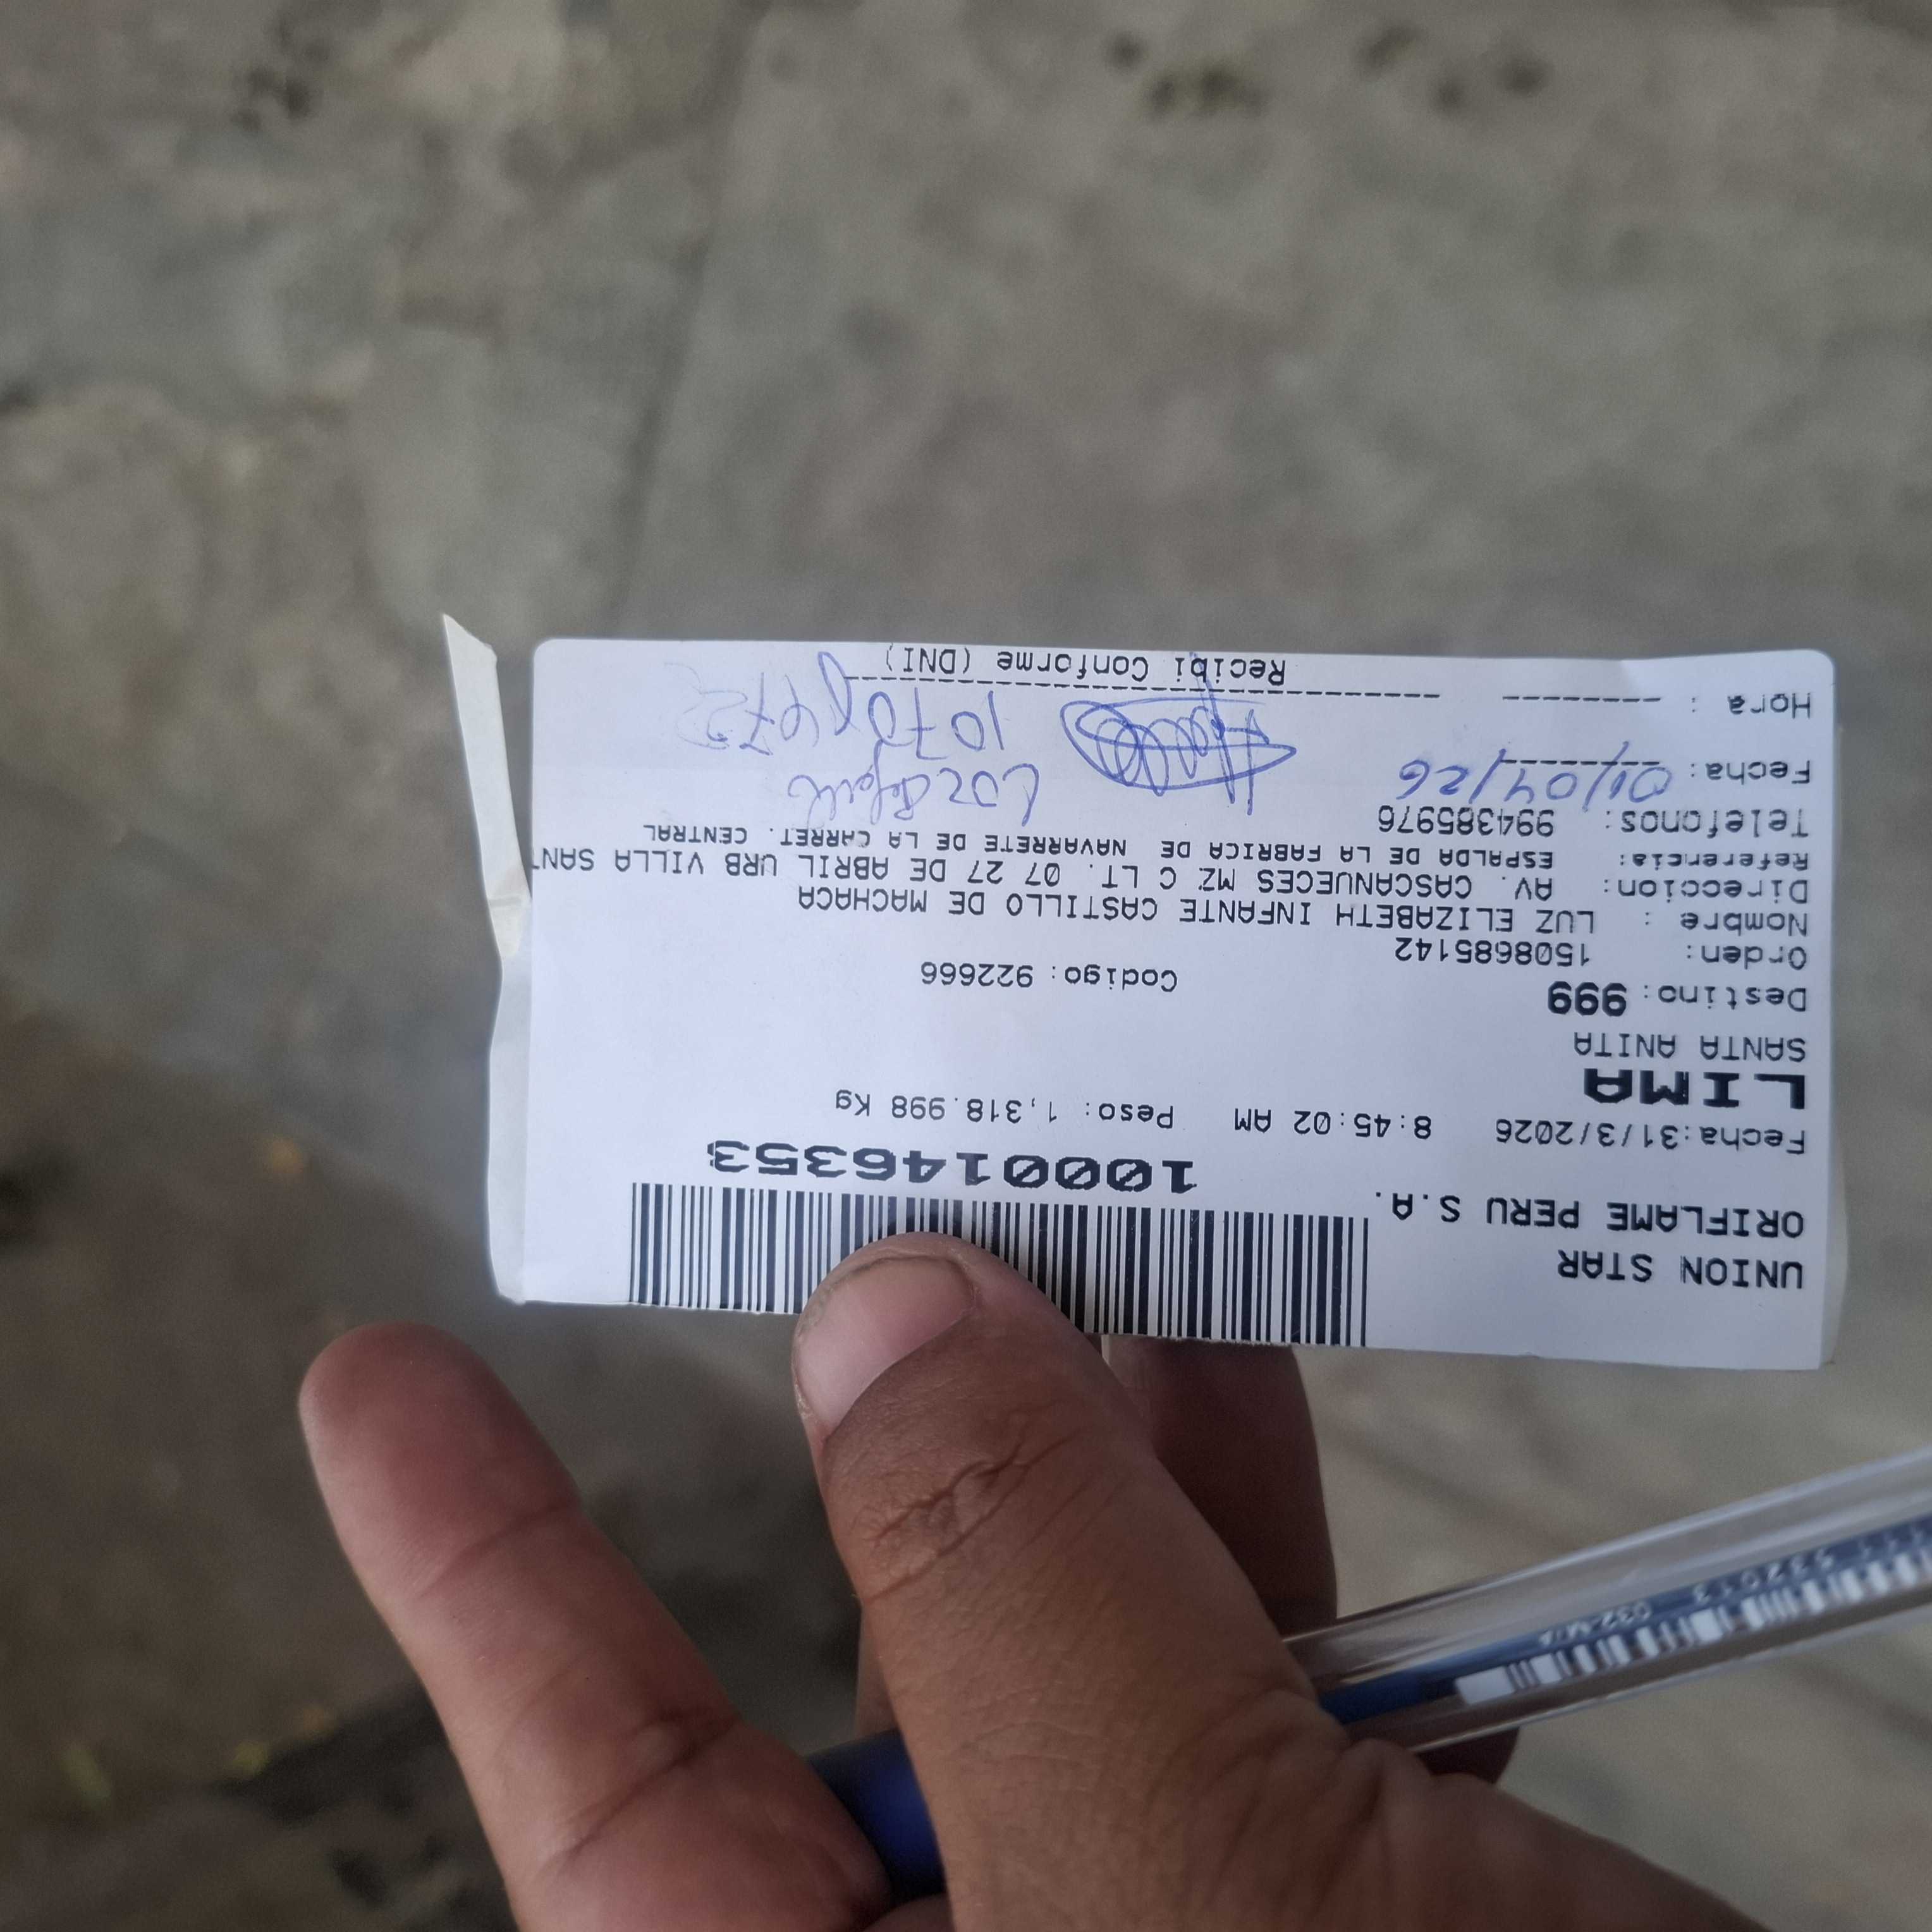 UNION STAR
ORIFLAME PERU S.A.
1000146353
Fecha:31/3/2026 8:45:02 AM Peso: 1,318.998 Kg
LIMA
SANTA ANITA
Destino: 999 Codigo: 922666
Orden: 1508685142
Nombre : LUZ ELIZABETH INFANTE CASTILLO DE MACHACA
Direccion: AV. CASCANUECES MZ C LT. 07 27 DE ABRIL URB VILLA SANT
Referencia: ESPALDA DE LA FABRICA DE NAVARRETE DE LA CARRET. CENTRAL
Telefonos: 994385976
Fecha: 01/04/26 Luz
Hora :
Recibi Conforme (DNI)